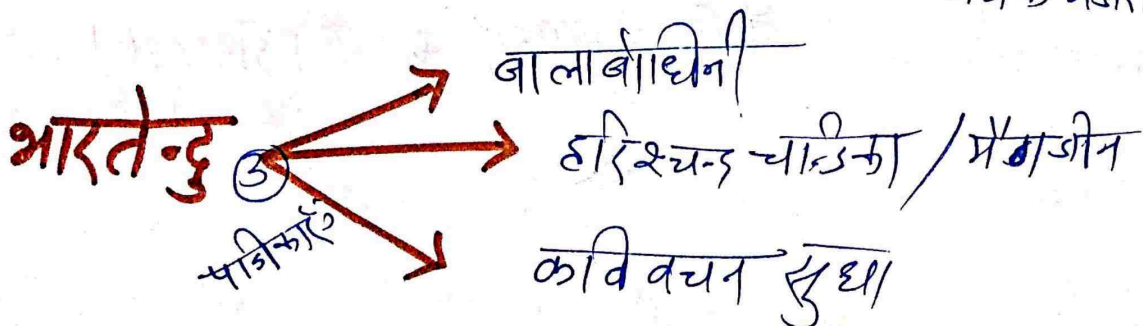 बालाबोधिनी
भारतेन्दु ③ पत्रिकाएँ
हरिश्चन्द्र चन्द्रिका / मैगजीन
कवि वचन सुधा